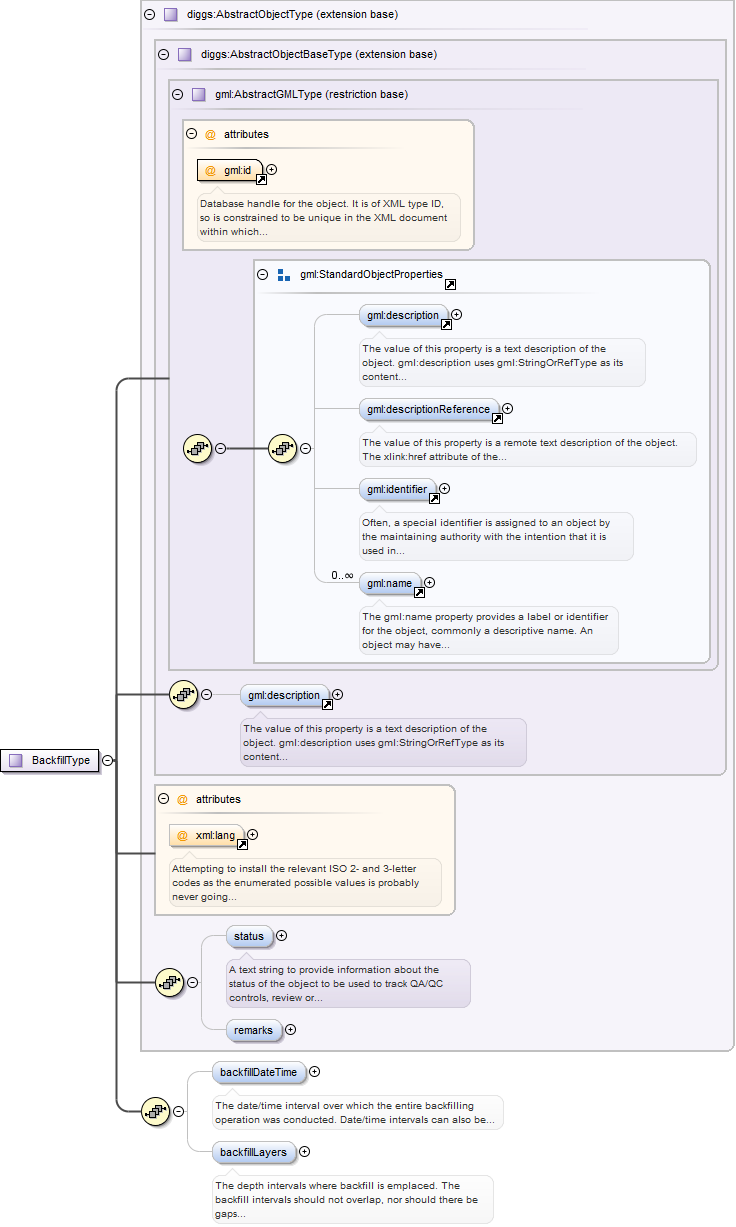 diggs:AbstractObjectType (extension base)
diggs:AbstractObjectBaseType (extension base)
gml:AbstractGMLType (restriction base)
@ attributes
@ gml:id
Database handle for the object. It is of XML type ID,
so is constrained to be unique in the XML document
within which...
gml:StandardObjectProperties
gml:description
The value of this property is a text description of the
object. gml:description uses gml:StringOrRefType as its
content...
gml:descriptionReference
The value of this property is a remote text description of the object.
The xlink:href attribute of the...
gml:identifier
Often, a special identifier is assigned to an object by
the maintaining authority with the intention that it is
used in...
0..∞
gml:name
The gml:name property provides a label or identifier
for the object, commonly a descriptive name. An
object may have...
gml:description
The value of this property is a text description of the
object. gml:description uses gml:StringOrRefType as its
content...
BackfillType
@ attributes
@ xml:lang
Attempting to install the relevant ISO 2- and 3-letter
codes as the enumerated possible values is probably
never going...
status
A text string to provide information about the
status of the object to be used to track QA/QC
controls, review or...
remarks
backfillDateTime
The date/time interval over which the entire backfilling
operation was conducted. Date/time intervals can also be...
backfillLayers
The depth intervals where backfill is emplaced. The
backfill intervals should not overlap, nor should there be
gaps...